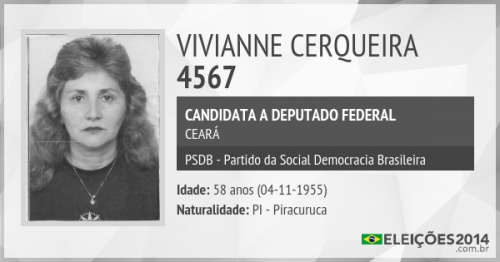 VIVIANNE CERQUEIRA
4567
CANDIDATA A DEPUTADO FEDERAL
CEARÁ
PSDB - Partido da Social Democracia Brasileira
Idade: 58 anos (04-11-1955)
Naturalidade: PI - Piracuruca
ELEIÇÕES2014
.com.br